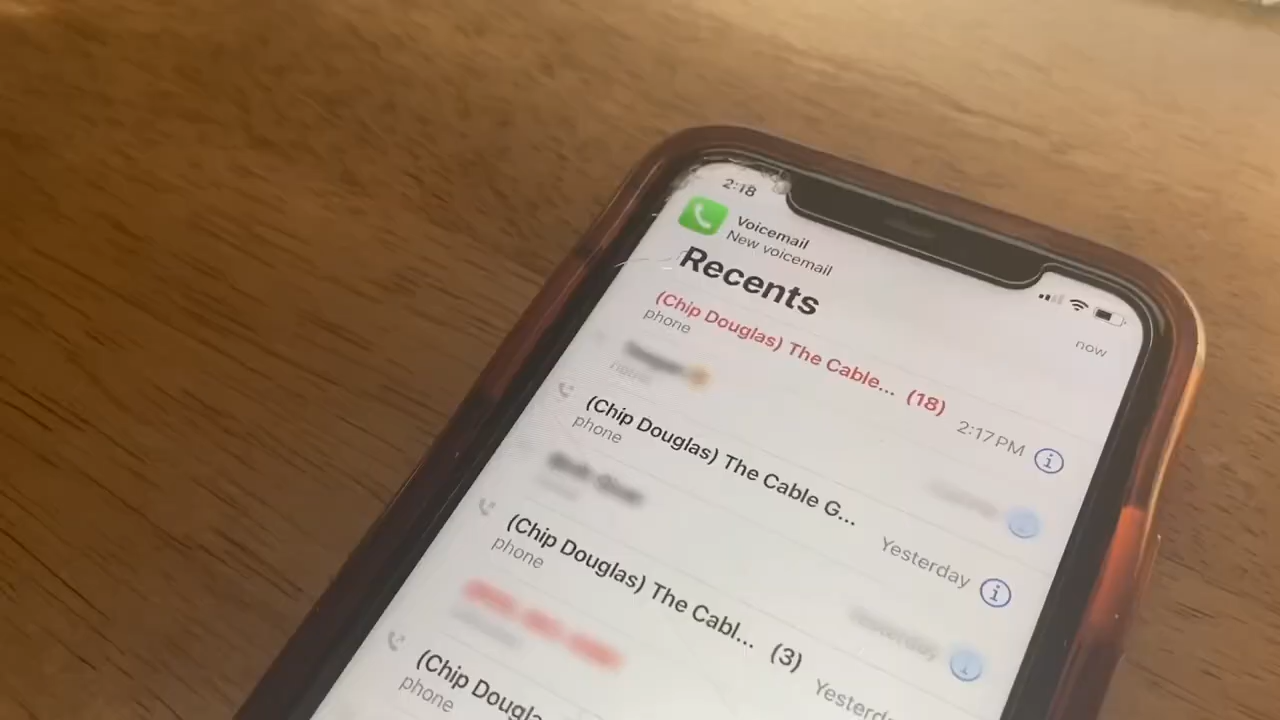 2:18
Voicemail
New voicemail
now
Recents
(Chip Douglas) The Cable... (18)
phone
2:17 PM
(Chip Douglas) The Cable G...
phone
Yesterday
(Chip Douglas) The Cabl... (3)
phone
(Chip Dougla
phone